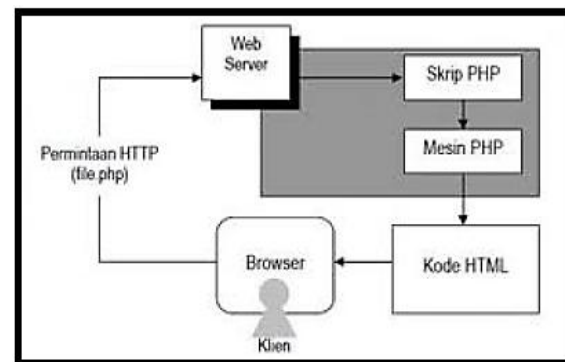 Web
Server
Skrip PHP
Mesin PHP
Permintaan HTTP
(file.php)
Browser
Kode HTML
Klien